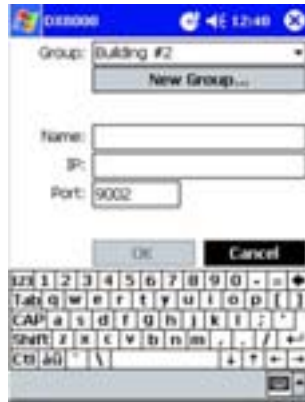 DX8000 12:40
Group: Building #2
New Group...
Name:
IP:
Port: 9002
OK Cancel
123 1 2 3 4 5 6 7 8 9 0 - =
Tab q w e r t y u i o p [ ]
CAP a s d f g h j k l ; '
Shift z x c v b n m , . /
Ctl áü ` \